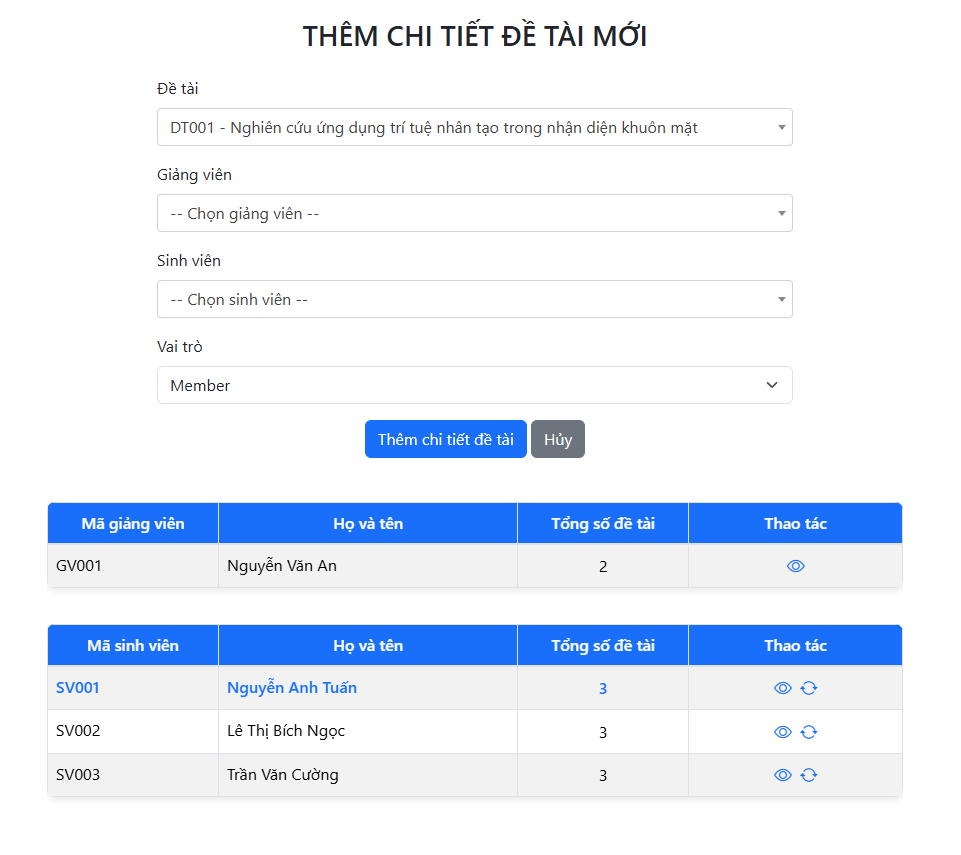 THÊM CHI TIẾT ĐỀ TÀI MỚI
Đề tài
DT001 - Nghiên cứu ứng dụng trí tuệ nhân tạo trong nhận diện khuôn mặt
Giảng viên
-- Chọn giảng viên --
Sinh viên
-- Chọn sinh viên --
Vai trò
Member
Thêm chi tiết đề tài Hủy
Mã giảng viên Họ và tên Tổng số đề tài Thao tác
GV001 Nguyễn Văn An 2
Mã sinh viên Họ và tên Tổng số đề tài Thao tác
SV001 Nguyễn Anh Tuấn 3
SV002 Lê Thị Bích Ngọc 3
SV003 Trần Văn Cường 3